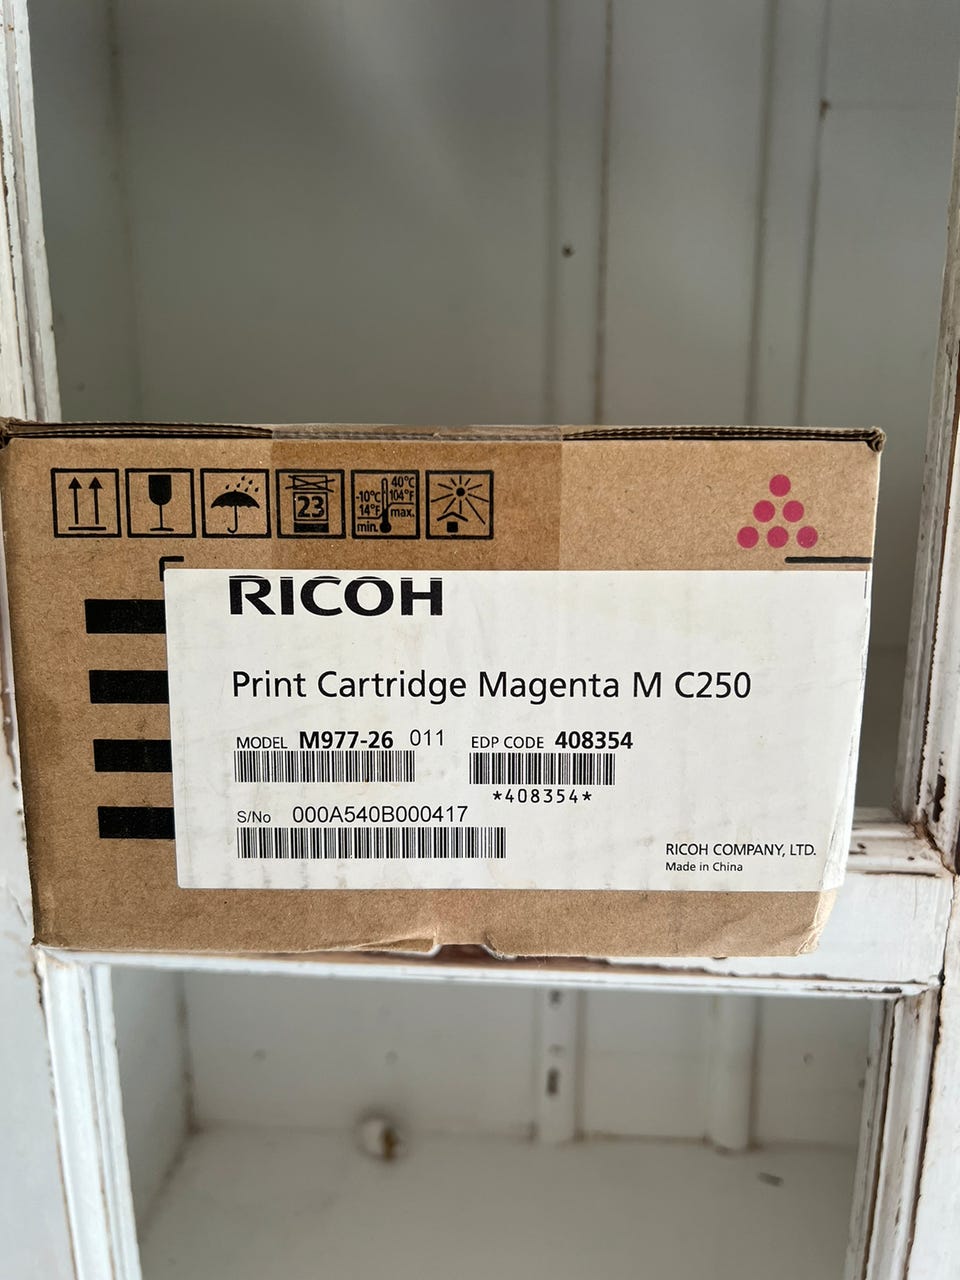 23
-10°C
14°F
min.
40°C
104°F
max.
RICOH
Print Cartridge Magenta M C250
MODEL M977-26 011 EDP CODE 408354
*408354*
S/No 000A540B000417
RICOH COMPANY, LTD.
Made in China